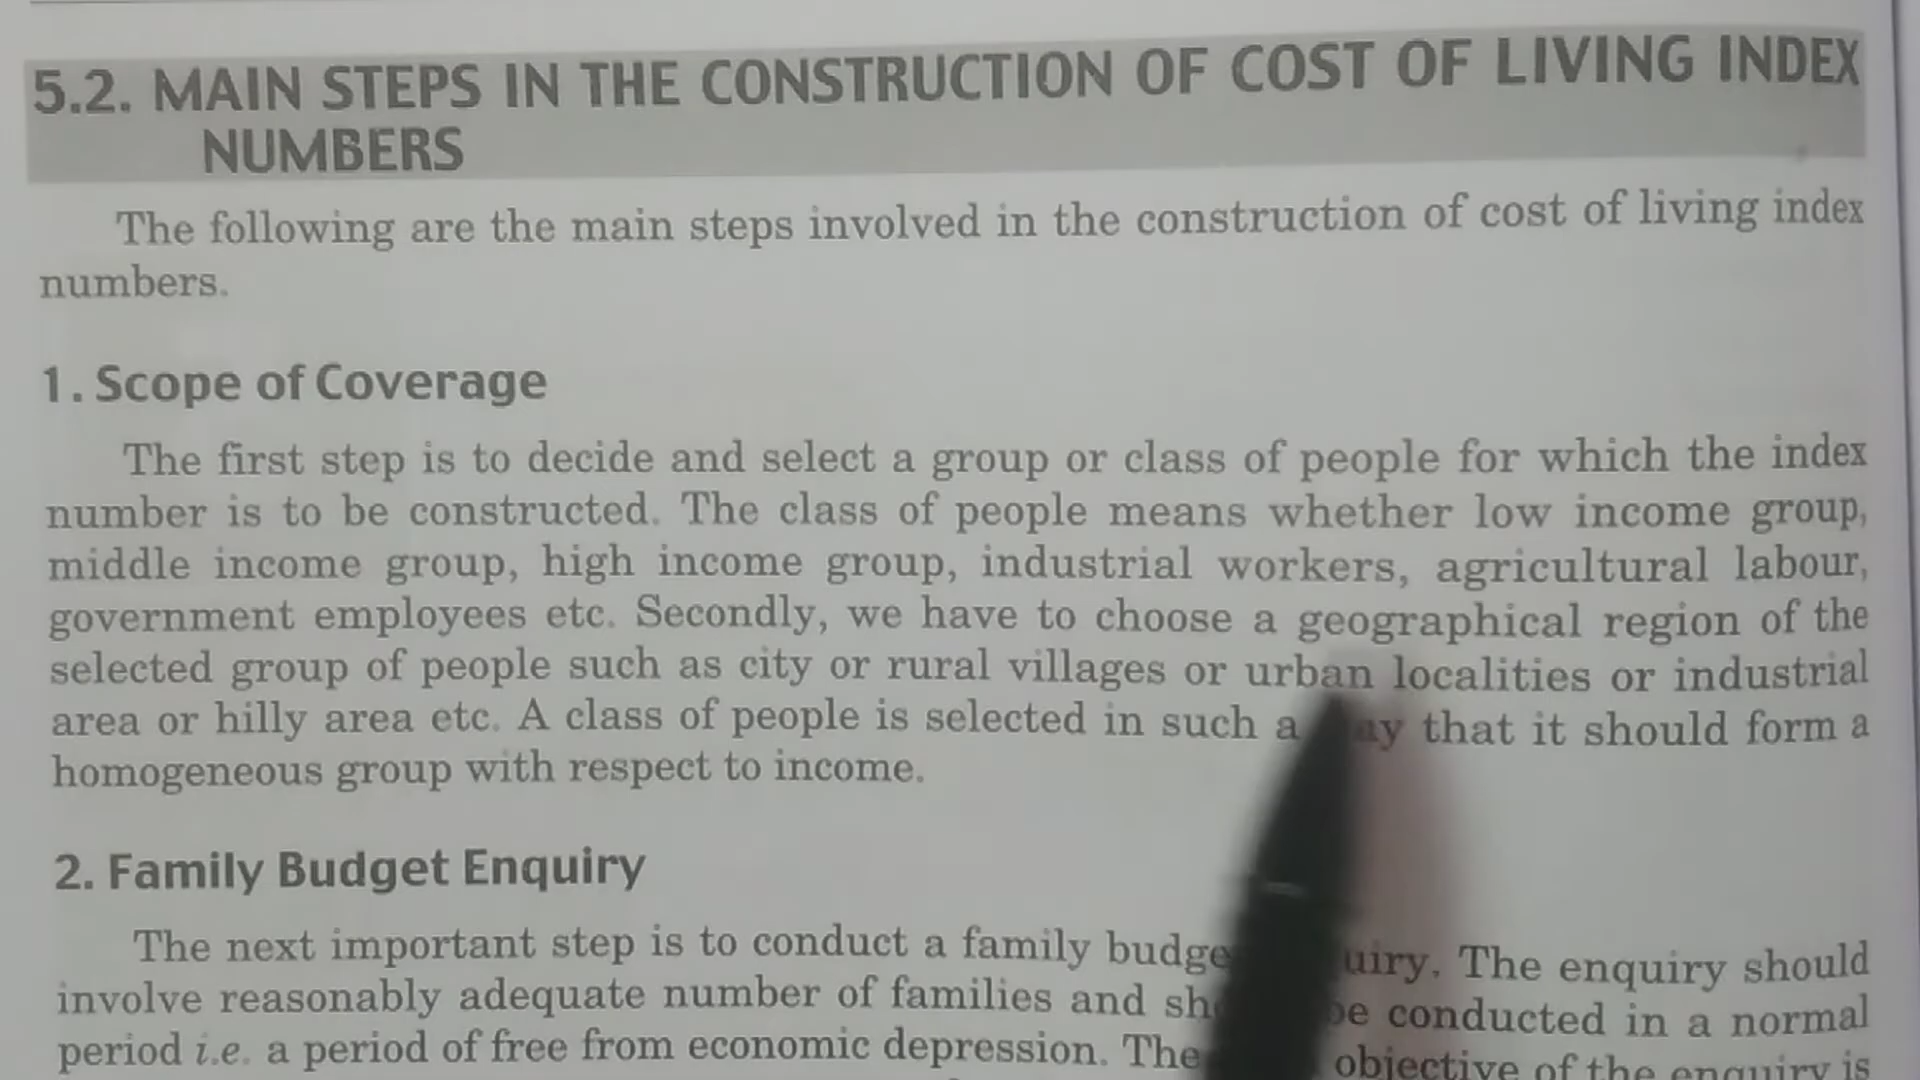 5.2. MAIN STEPS IN THE CONSTRUCTION OF COST OF LIVING INDEX
NUMBERS
The following are the main steps involved in the construction of cost of living index
numbers.
1. Scope of Coverage
The first step is to decide and select a group or class of people for which the index
number is to be constructed. The class of people means whether low income group,
middle income group, high income group, industrial workers, agricultural labour,
government employees etc. Secondly, we have to choose a geographical region of the
selected group of people such as city or rural villages or urban localities or industrial
area or hilly area etc. A class of people is selected in such a that it should form a
homogeneous group with respect to income.
2. Family Budget Enquiry
The next important step is to conduct a family The enquiry should
involve reasonably adequate number of families and conducted in a normal
period i.e. a period of free from economic depression. The objective of the enquiry is